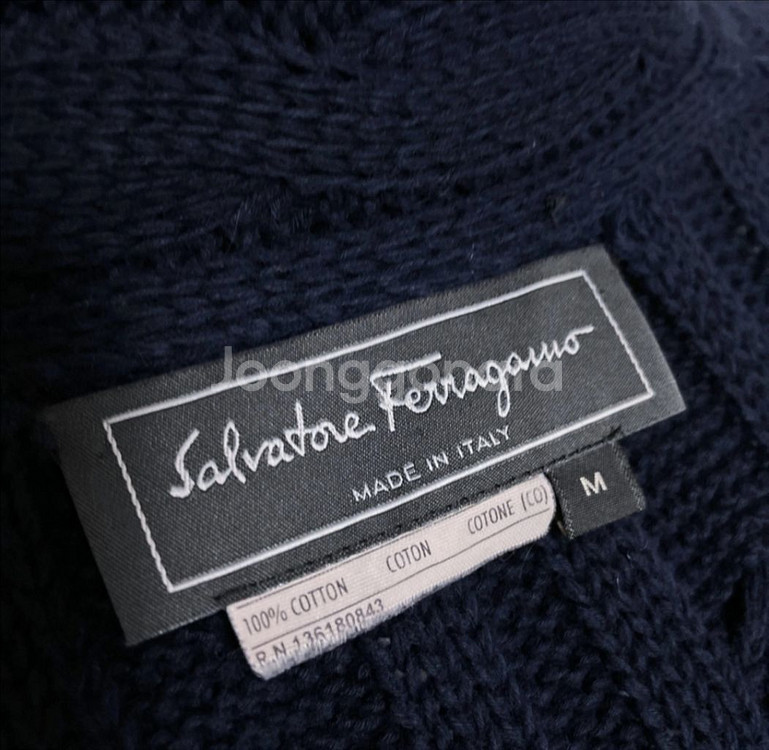 Joonggonara
Salvatore Ferragamo
MADE IN ITALY
M
100% COTTON COTON COTONE (CO)
R.N 136180843